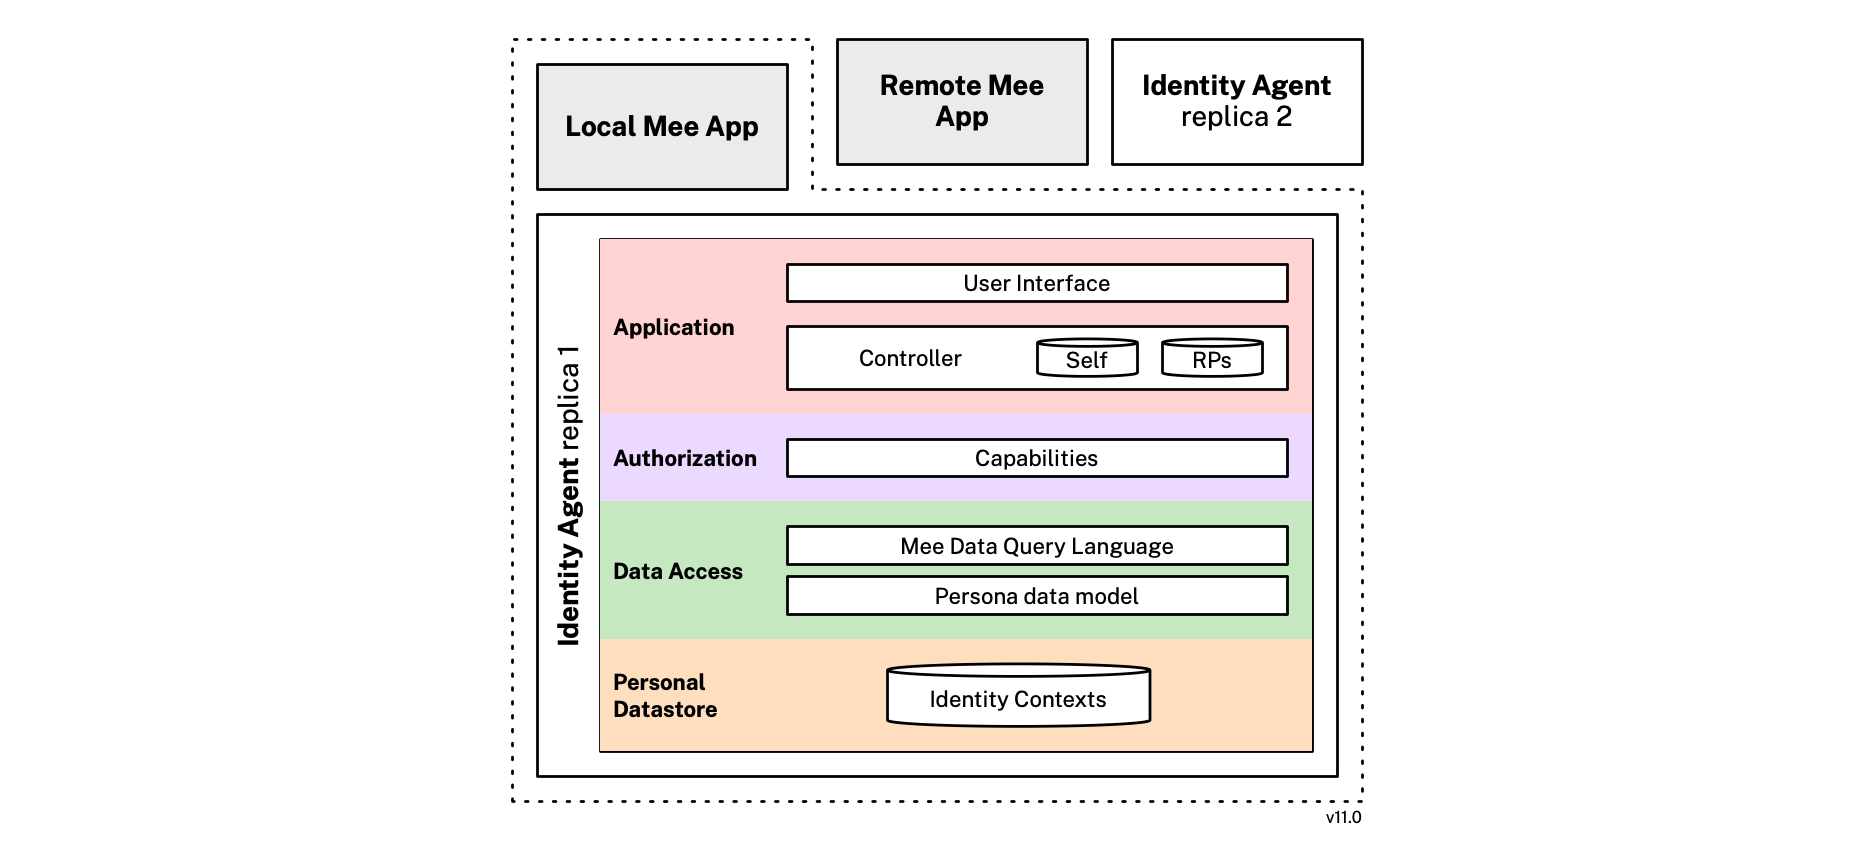 Local Mee App
Remote Mee
App
Identity Agent
replica 2
Identity Agent replica 1
Application
User Interface
Controller
Self
RPs
Authorization
Capabilities
Data Access
Mee Data Query Language
Persona data model
Personal
Datastore
Identity Contexts
v11.0